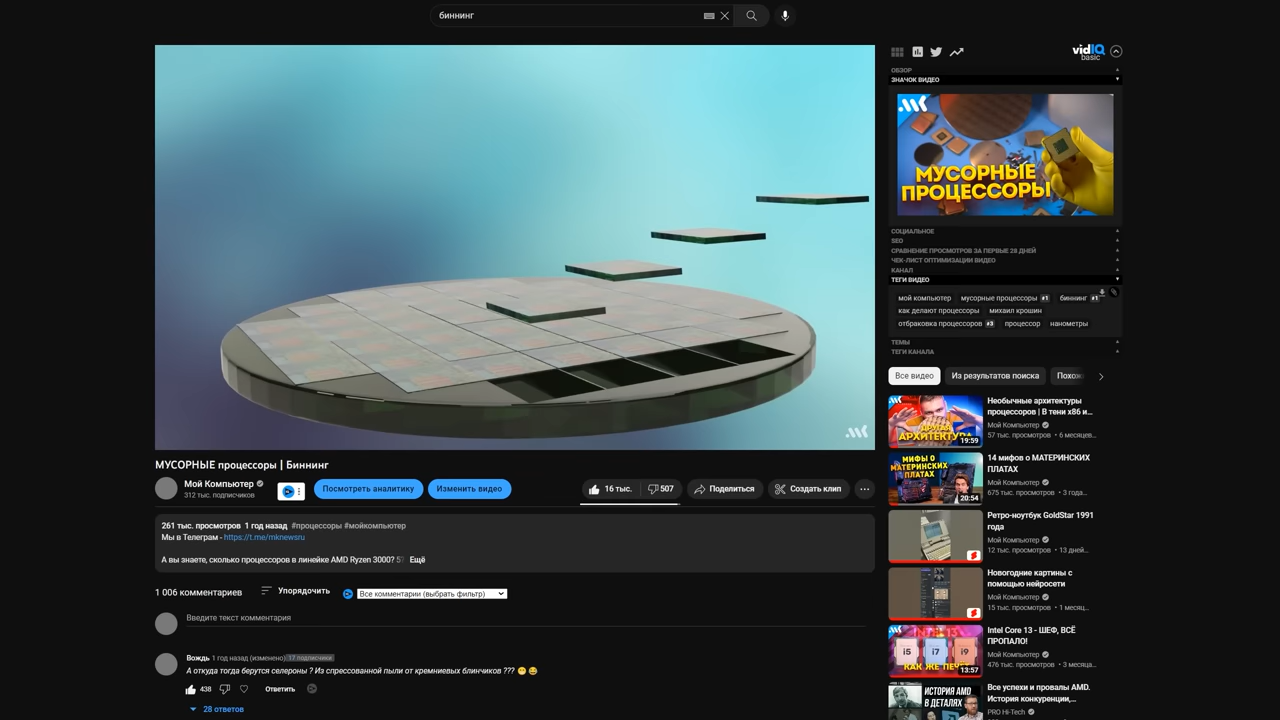 биннинг
vidIQ
basic
ОБЗОР
ЗНАЧОК ВИДЕО
МУСОРНЫЕ
ПРОЦЕССОРЫ
СОЦИАЛЬНОЕ
SEO
СРАВНЕНИЕ ПРОСМОТРОВ ЗА ПЕРВЫЕ 28 ДНЕЙ
ЧЕК-ЛИСТ ОПТИМИЗАЦИИ ВИДЕО
КАНАЛ
ТЕГИ ВИДЕО
мой компьютер мусорные процессоры #1 биннинг #1
как делают процессоры михаил крошин
отбраковка процессоров #3 процессор нанометры
ТЕМЫ
ТЕГИ КАНАЛА
МУСОРНЫЕ процессоры | Биннинг
Мой Компьютер
312 тыс. подписчиков
Посмотреть аналитику Изменить видео
16 тыс. 507 Поделиться Создать клип
261 тыс. просмотров 1 год назад #процессоры #мойкомпьютер
Мы в Телеграм - https://t.me/mknewsru
А вы знаете, сколько процессоров в линейке AMD Ryzen 3000? Ещё
1 006 комментариев Упорядочить Все комментарии (выбрать фильтр)
Введите текст комментария
Вождь 1 год назад (изменено) 17 подписчики
А откуда тогда берутся селероны ? Из спрессованной пыли от кремниевых блинчиков ??? 😬 😂
438 Ответить
28 ответов
Все видео Из результатов поиска Похож
ДРУГАЯ
АРХИТЕКТУРА
19:59
Необычные архитектуры
процессоров | В тени x86 и…
Мой Компьютер
57 тыс. просмотров • 6 месяцев…
МИФЫ О
МАТЕРИНСКИХ
ПЛАТАХ
20:54
14 мифов о МАТЕРИНСКИХ
ПЛАТАХ
Мой Компьютер
675 тыс. просмотров • 3 года…
Ретро-ноутбук GoldStar 1991
года
Мой Компьютер
12 тыс. просмотров • 13 дней…
Новогодние картины с
помощью нейросети
Мой Компьютер
15 тыс. просмотров • 1 месяц…
i5 i7 i9
КАК ЖЕ ПЕЧЁТ
13:57
Intel Core 13 - ШЕФ, ВСЁ
ПРОПАЛО!
Мой Компьютер
476 тыс. просмотров • 3 месяца…
ИСТОРИЯ AMD
В ДЕТАЛЯХ
Все успехи и провалы AMD.
История конкуренции,…
PRO Hi-Tech